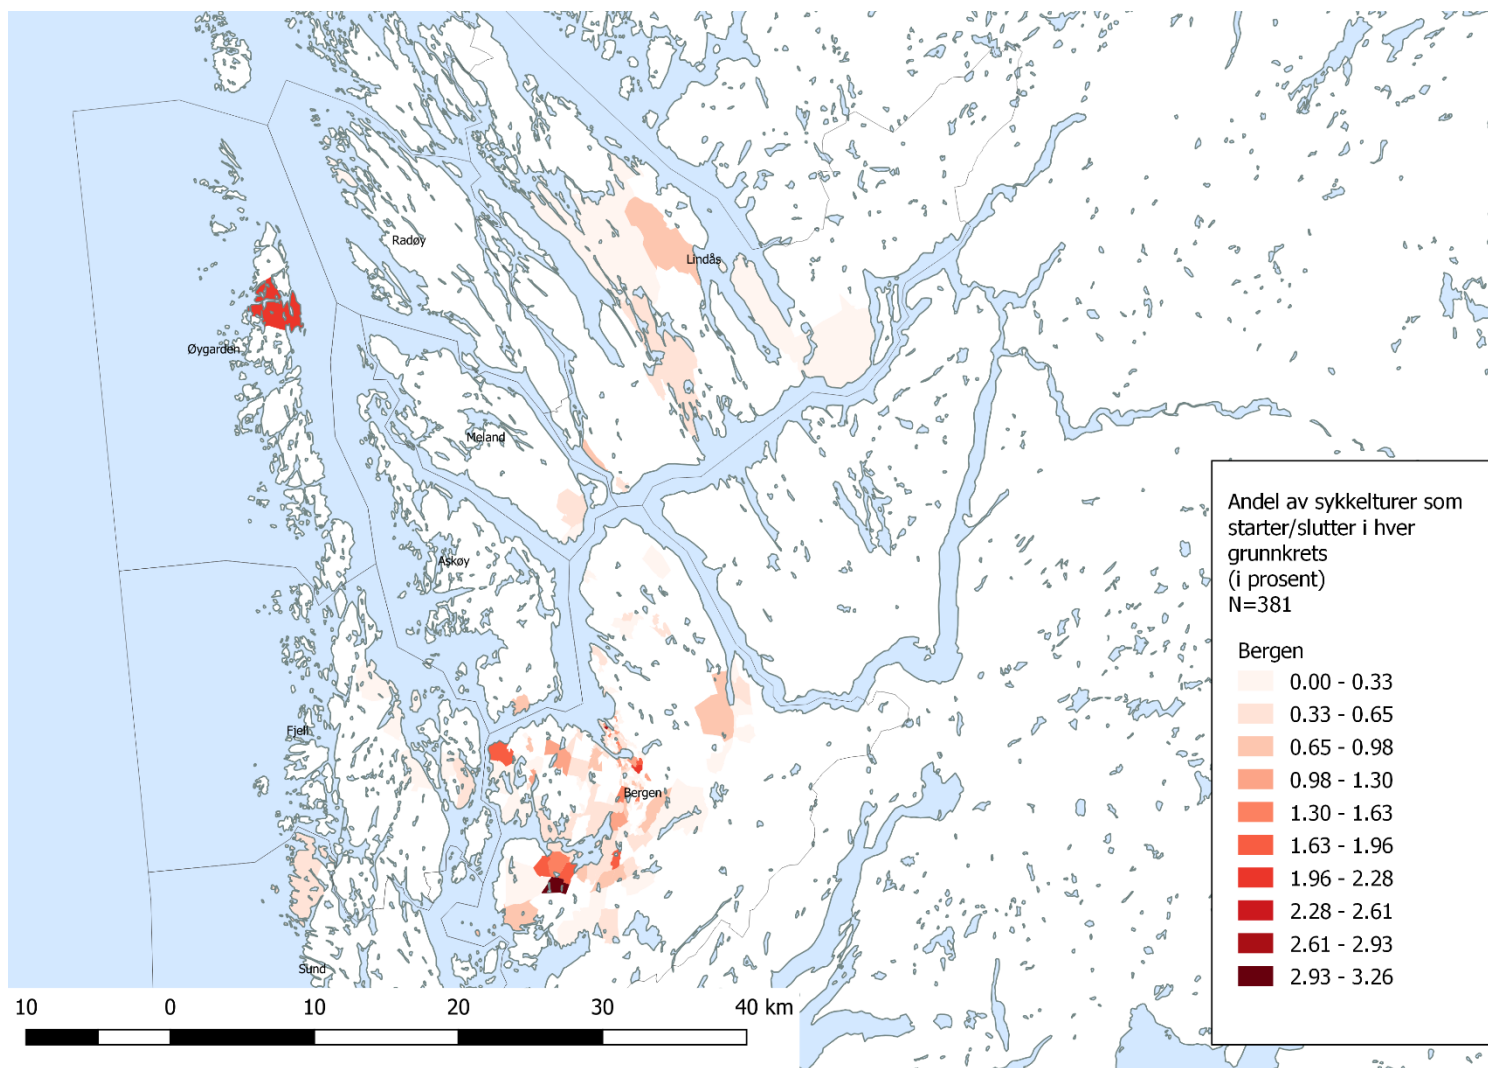 Radøy
Lindås
Øygarden
Meland
Askøy
Fjell
Bergen
Sund
10 0 10 20 30 40 km
Andel av sykkelturer som
starter/slutter i hver
grunnkrets
(i prosent)
N=381
Bergen
0.00 - 0.33
0.33 - 0.65
0.65 - 0.98
0.98 - 1.30
1.30 - 1.63
1.63 - 1.96
1.96 - 2.28
2.28 - 2.61
2.61 - 2.93
2.93 - 3.26